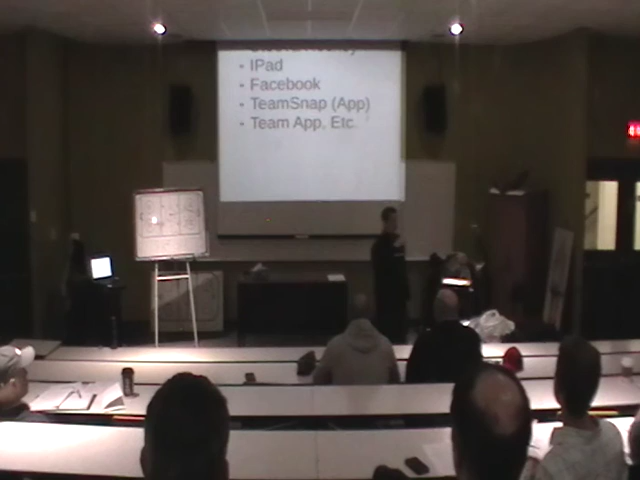 - IPad
- Facebook
- TeamSnap (App)
- Team App, Etc.